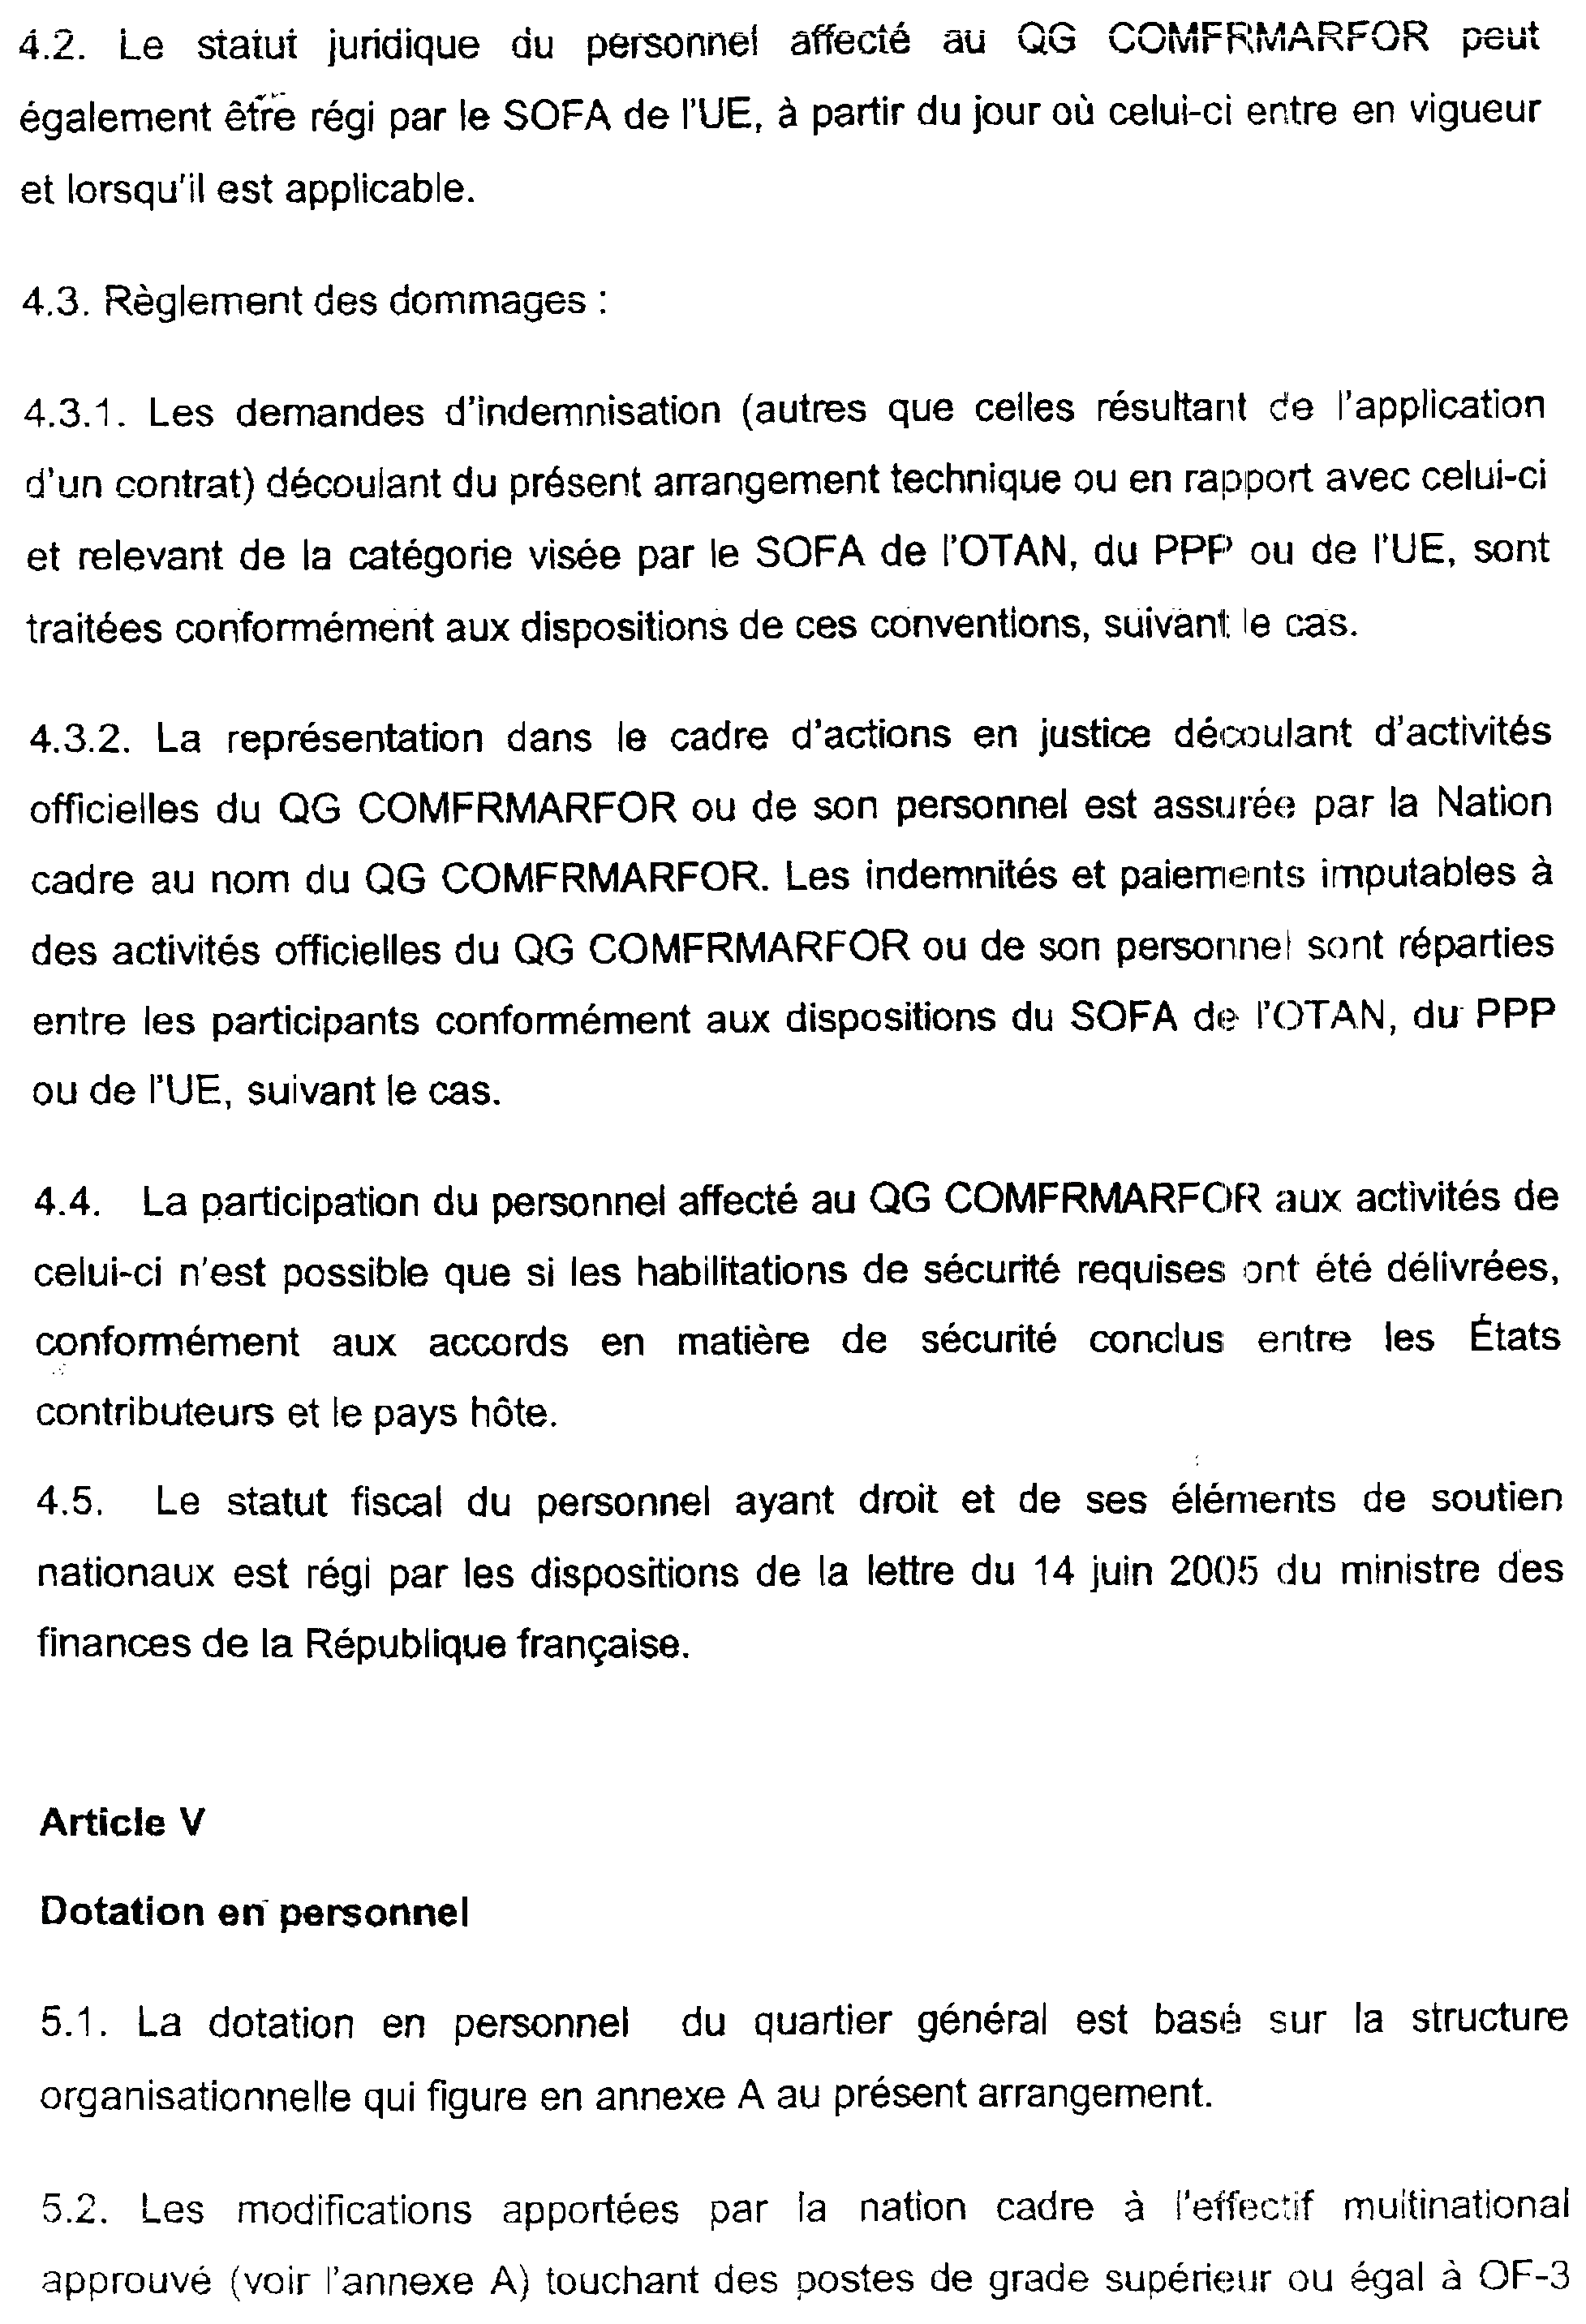 4.2. Le statut juridique du personnel affecté au QG COMFRMARFOR peut
également être régi par le SOFA de l'UE, à partir du jour où celui-ci entre en vigueur
et lorsqu'il est applicable.
4.3. Règlement des dommages :
4.3.1. Les demandes d'indemnisation (autres que celles résultant de l'application
d'un contrat) découlant du présent arrangement technique ou en rapport avec celui-ci
et relevant de la catégorie visée par le SOFA de l'OTAN, du PPP ou de l'UE, sont
traitées conformément aux dispositions de ces conventions, suivant le cas.
4.3.2. La représentation dans le cadre d'actions en justice découlant d'activités
officielles du QG COMFRMARFOR ou de son personnel est assurée par la Nation
cadre au nom du QG COMFRMARFOR. Les indemnités et paiements imputables à
des activités officielles du QG COMFRMARFOR ou de son personnel sont réparties
entre les participants conformément aux dispositions du SOFA de l'OTAN, du PPP
ou de l'UE, suivant le cas.
4.4. La participation du personnel affecté au QG COMFRMARFOR aux activités de
celui-ci n'est possible que si les habilitations de sécurité requises ont été délivrées,
conformément aux accords en matière de sécurité conclus entre les États
contributeurs et le pays hôte.
4.5. Le statut fiscal du personnel ayant droit et de ses éléments de soutien
nationaux est régi par les dispositions de la lettre du 14 juin 2005 du ministre des
finances de la République française.
Article V
Dotation en personnel
5.1. La dotation en personnel du quartier général est basé sur la structure
organisationnelle qui figure en annexe A au présent arrangement.
5.2. Les modifications apportées par la nation cadre à l'effectif multinational
approuvé (voir l'annexe A) touchant des postes de grade supérieur ou égal à OF-3